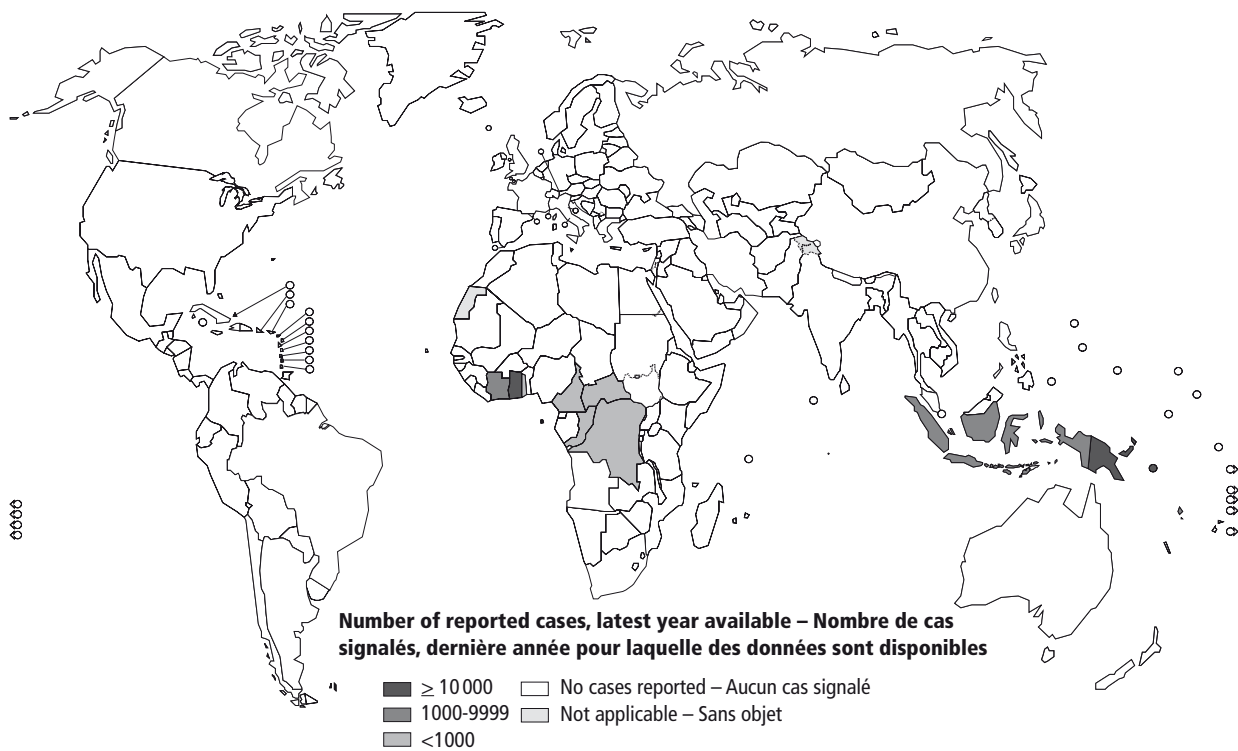 Number of reported cases, latest year available – Nombre de cas
signalés, dernière année pour laquelle des données sont disponibles
≥ 10 000
No cases reported – Aucun cas signalé
1000-9999
Not applicable – Sans objet
<1000